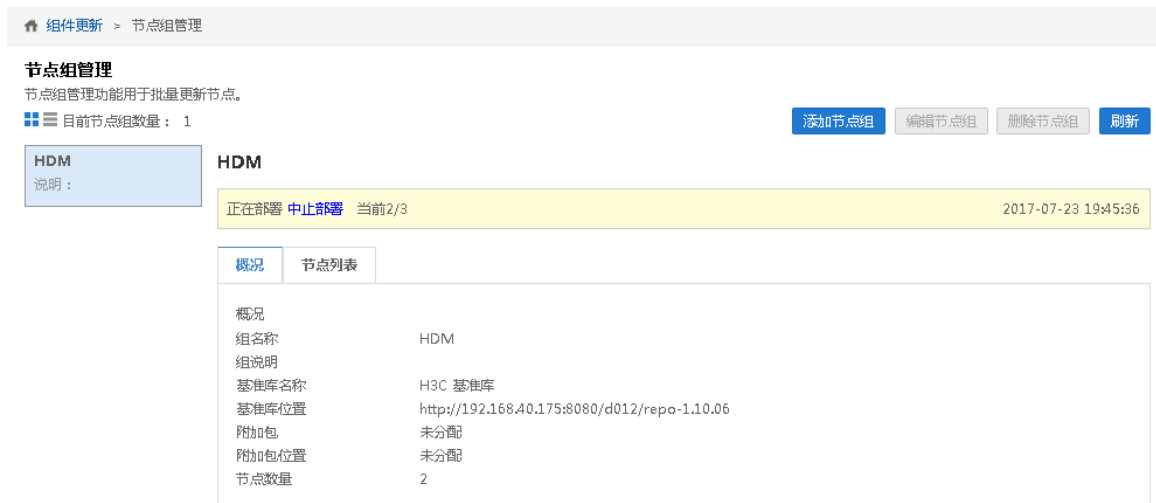 组件更新 > 节点组管理
节点组管理
节点组管理功能用于批量更新节点。
目前节点组数量： 1
添加节点组 编辑节点组 删除节点组 刷新
HDM
说明：
HDM
正在部署 中止部署 当前2/3 2017-07-23 19:45:36
概况 节点列表
概况
组名称 HDM
组说明
基准库名称 H3C 基准库
基准库位置 http://192.168.40.175:8080/d012/repo-1.10.06
附加包 未分配
附加包位置 未分配
节点数量 2